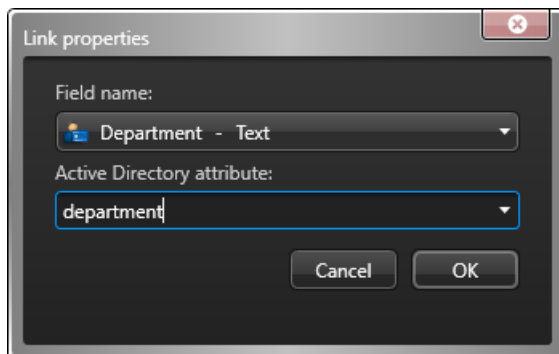 Link properties
Field name:
Department - Text
Active Directory attribute:
department
Cancel OK